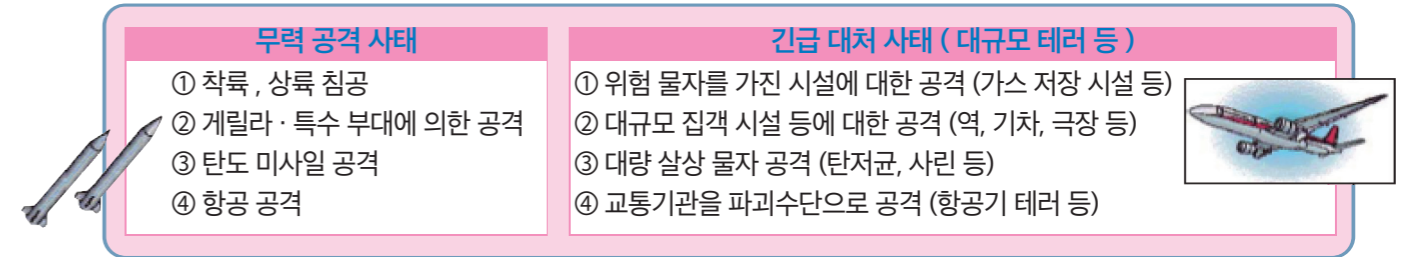 무력 공격 사태
① 착륙 , 상륙 침공
② 게릴라 · 특수 부대에 의한 공격
③ 탄도 미사일 공격
④ 항공 공격
긴급 대처 사태 ( 대규모 테러 등 )
① 위험 물자를 가진 시설에 대한 공격 (가스 저장 시설 등)
② 대규모 집객 시설 등에 대한 공격 (역, 기차, 극장 등)
③ 대량 살상 물자 공격 (탄저균, 사린 등)
④ 교통기관을 파괴수단으로 공격 (항공기 테러 등)